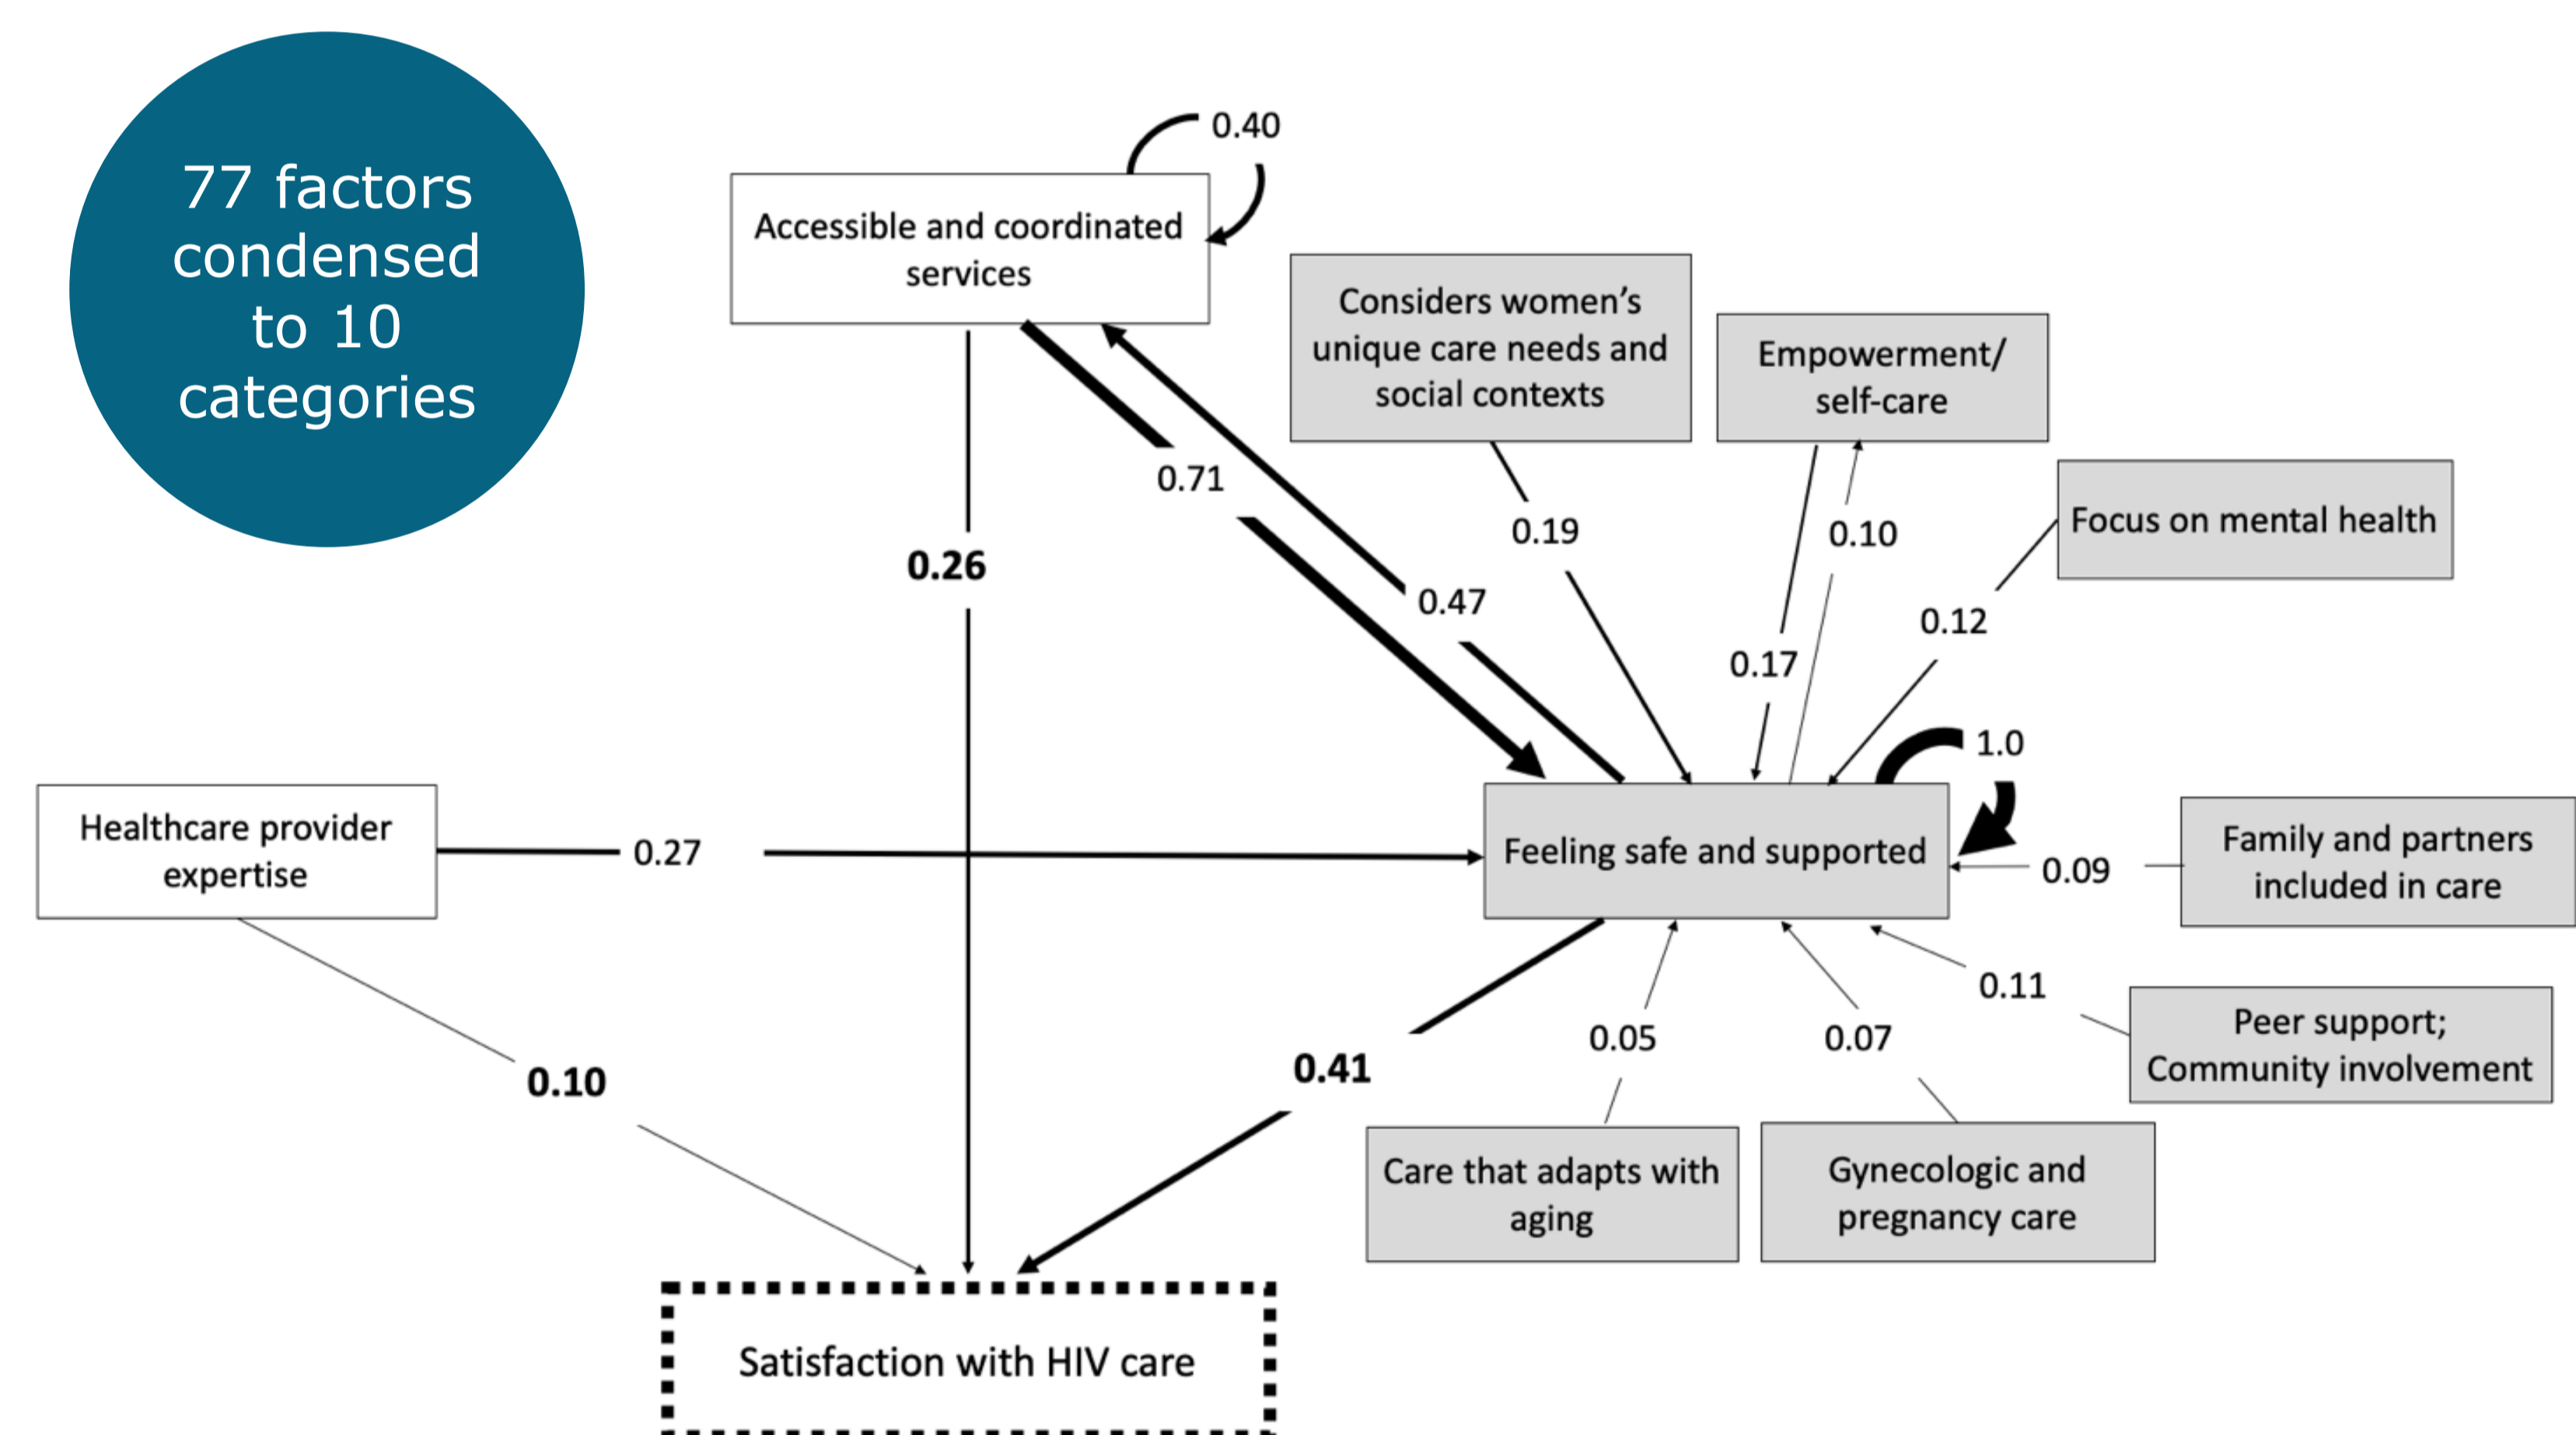 77 factors
condensed
to 10
categories
0.40
Accessible and coordinated
services
Considers women's
unique care needs and
social contexts
Empowerment/
self-care
Focus on mental health
0.71
0.19
0.10
0.26
0.47
0.12
0.17
1.0
Healthcare provider
expertise
0.27
Feeling safe and supported
0.09
Family and partners
included in care
0.11
Peer support;
Community involvement
0.05
0.07
0.41
0.10
Care that adapts with
aging
Gynecologic and
pregnancy care
Satisfaction with HIV care